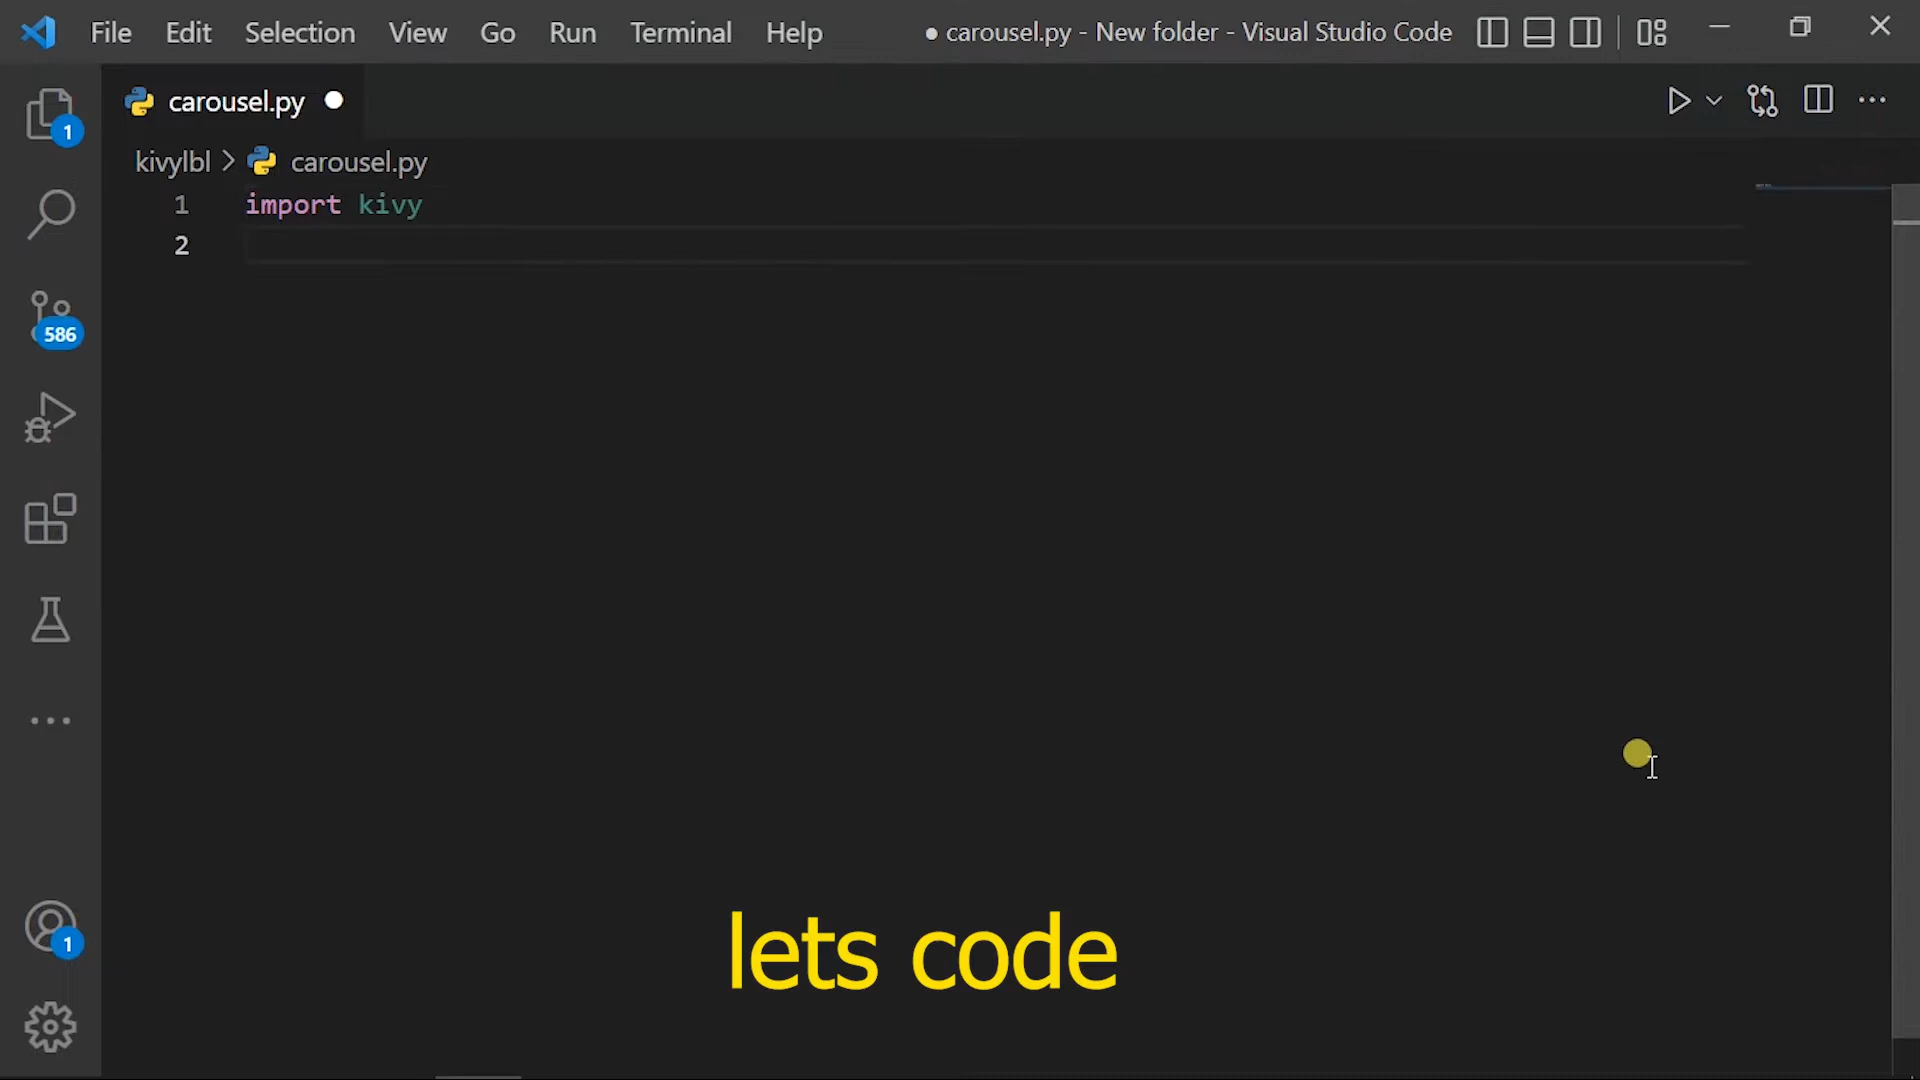 File Edit Selection View Go Run Terminal Help ● carousel.py - New folder - Visual Studio Code
carousel.py
kivylbl > carousel.py
1 import kivy
2
1
586
1
lets code